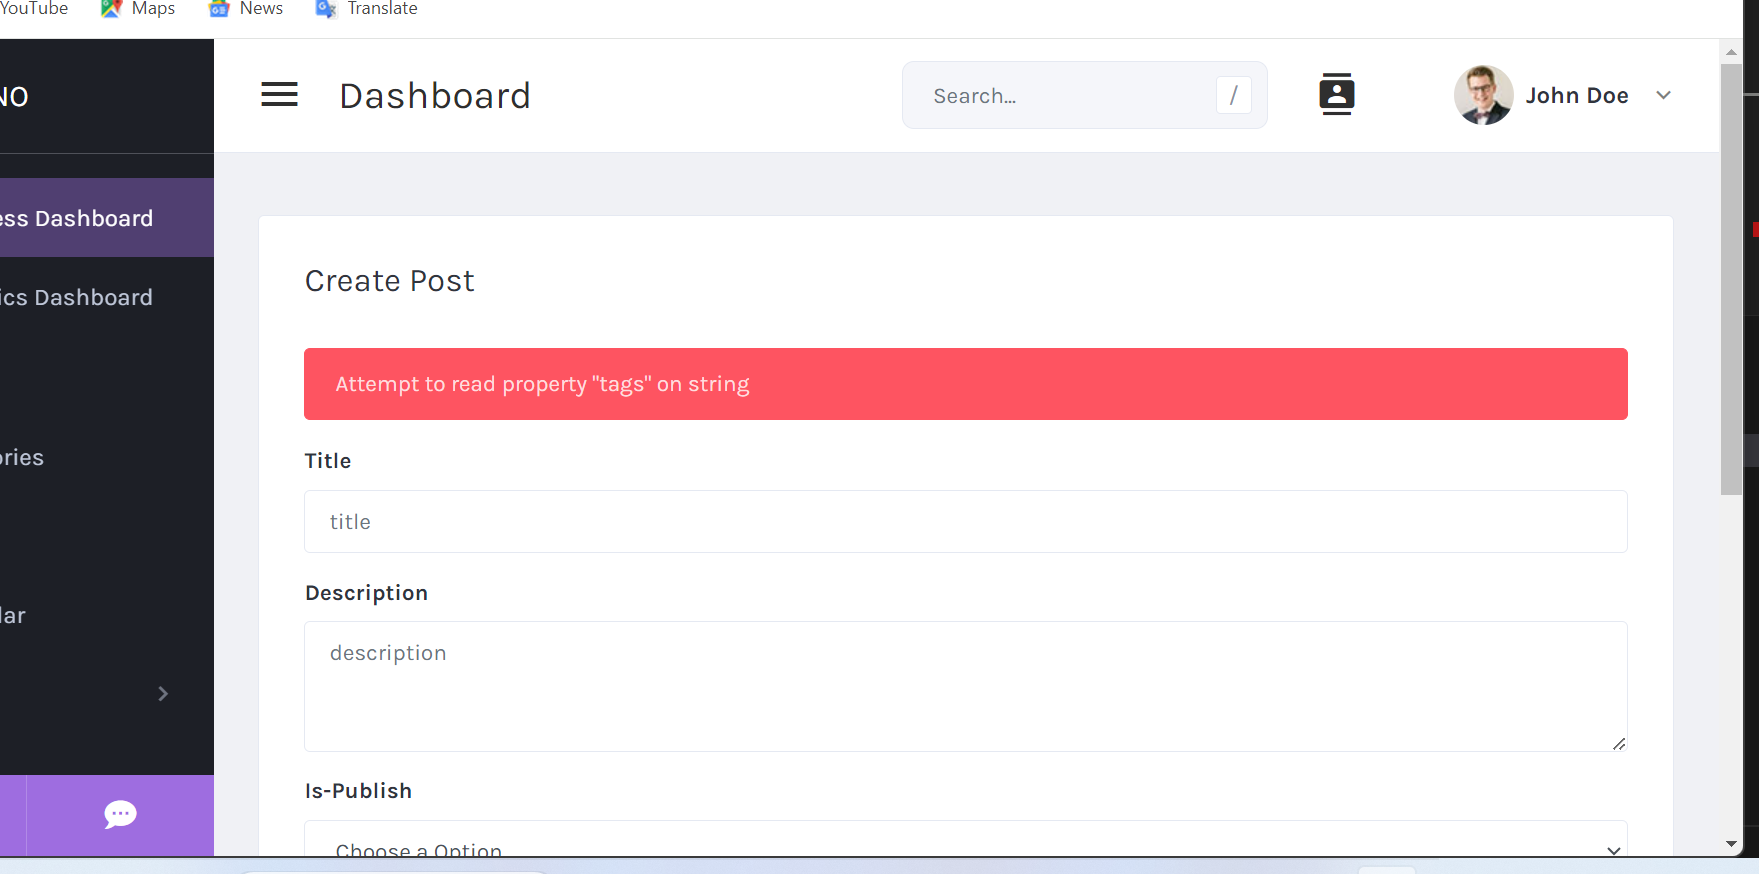 YouTube Maps News Translate
NO
Dashboard
Search...
/
John Doe
ess Dashboard
ics Dashboard
ories
lar
Create Post
Attempt to read property "tags" on string
Title
title
Description
description
Is-Publish
Choose a Option